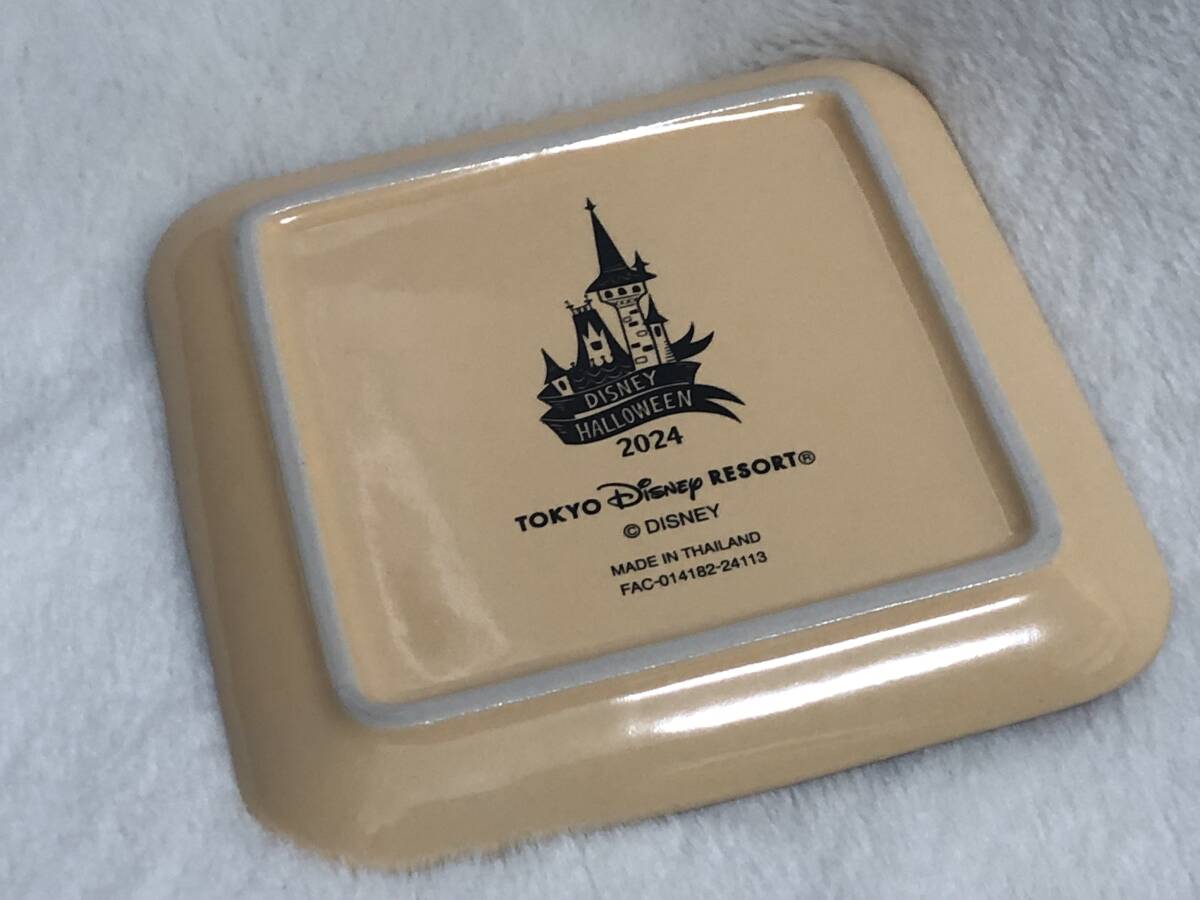 DISNEY
HALLOWEEN
2024
TOKYO Disney RESORT®
© DISNEY
MADE IN THAILAND
FAC-014182-24113